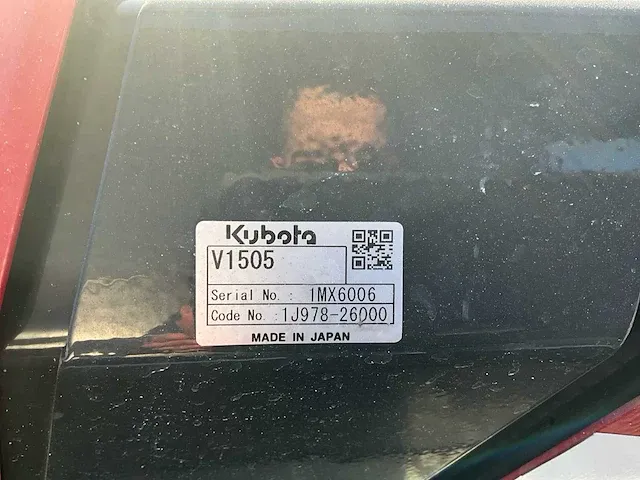 Kubota
V1505
Serial No. : 1MX6006
Code No. : 1J978-26000
MADE IN JAPAN